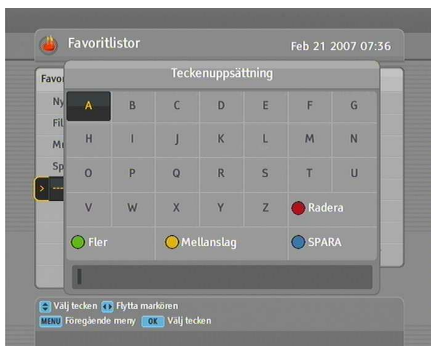 Favoritlistor
Feb 21 2007 07:36
Teckenuppsättning
Favo
Ny
Fil
Mu
Sp
A B C D E F G
H I J K L M N
O P Q R S T U
V W X Y Z Radera
Fler Mellanslag SPARA
Välj tecken Flytta markören
MENU Föregående meny OK Välj tecken